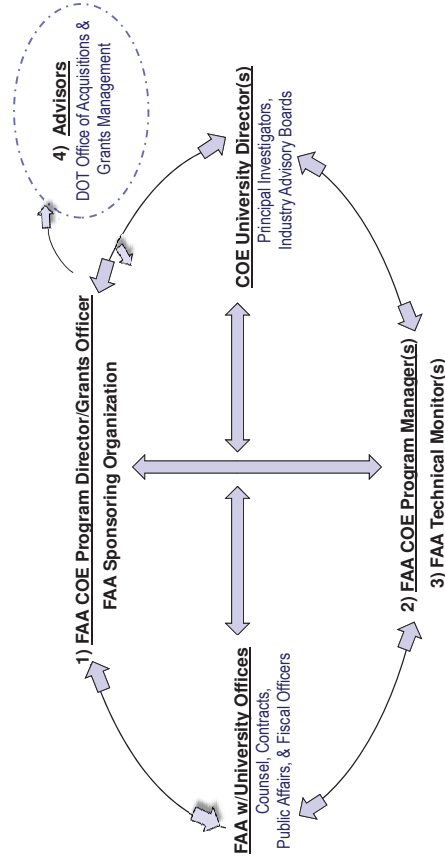 4) Advisors
DOT Office of Acquisitions &
Grants Management
1) FAA COE Program Director/Grants Officer
FAA Sponsoring Organization
FAA w/University Offices
Counsel, Contracts,
Public Affairs, & Fiscal Officers
COE University Director(s)
Principal Investigators,
Industry Advisory Boards
2) FAA COE Program Manager(s)
3) FAA Technical Monitor(s)